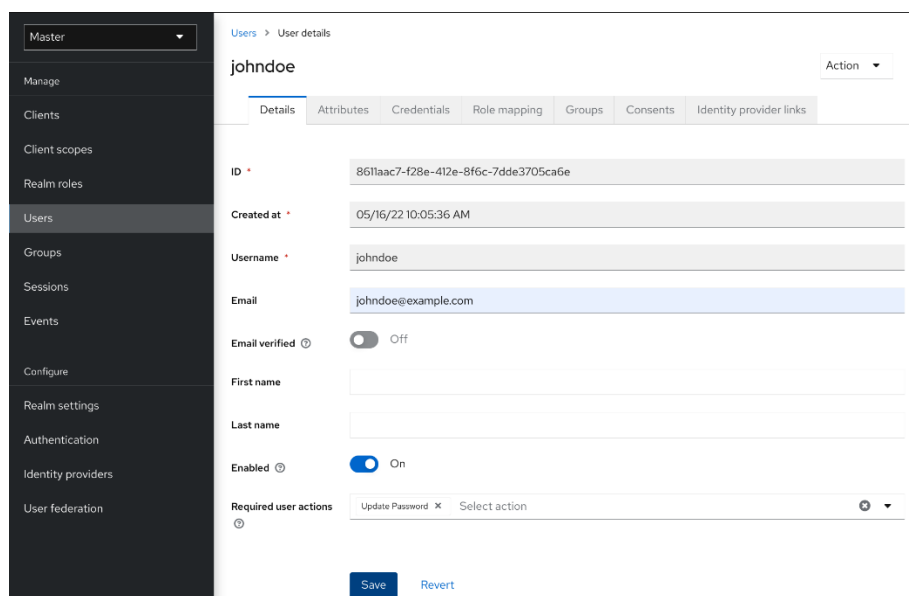 Master
Manage
Clients
Client scopes
Realm roles
Users
Groups
Sessions
Events
Configure
Realm settings
Authentication
Identity providers
User federation
Users > User details
johndoe
Action
Details Attributes Credentials Role mapping Groups Consents Identity provider links
ID * 8611aac7-f28e-412e-8f6c-7dde3705ca6e
Created at * 05/16/22 10:05:36 AM
Username * johndoe
Email johndoe@example.com
Email verified Off
First name
Last name
Enabled On
Required user actions Update Password × Select action
Save Revert